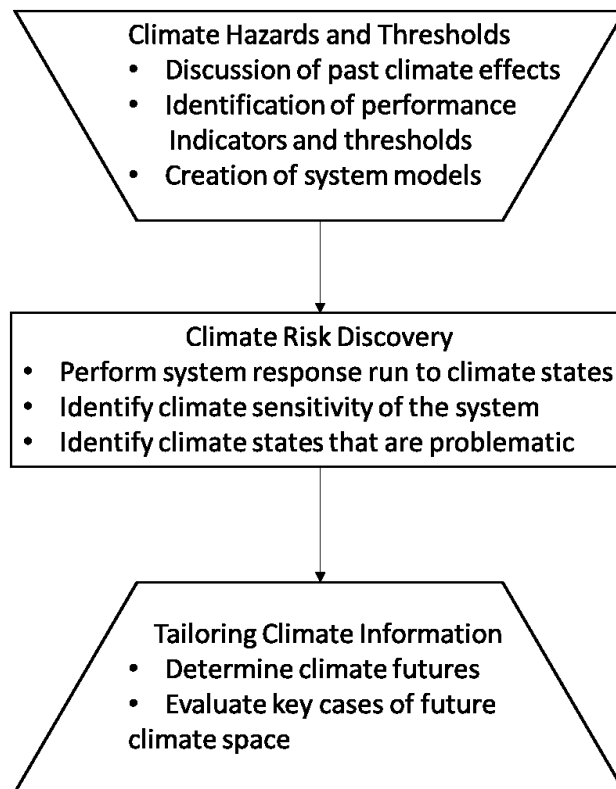 Climate Hazards and Thresholds
• Discussion of past climate effects
• Identification of performance
Indicators and thresholds
• Creation of system models
Climate Risk Discovery
• Perform system response run to climate states
• Identify climate sensitivity of the system
• Identify climate states that are problematic
Tailoring Climate Information
• Determine climate futures
• Evaluate key cases of future
climate space